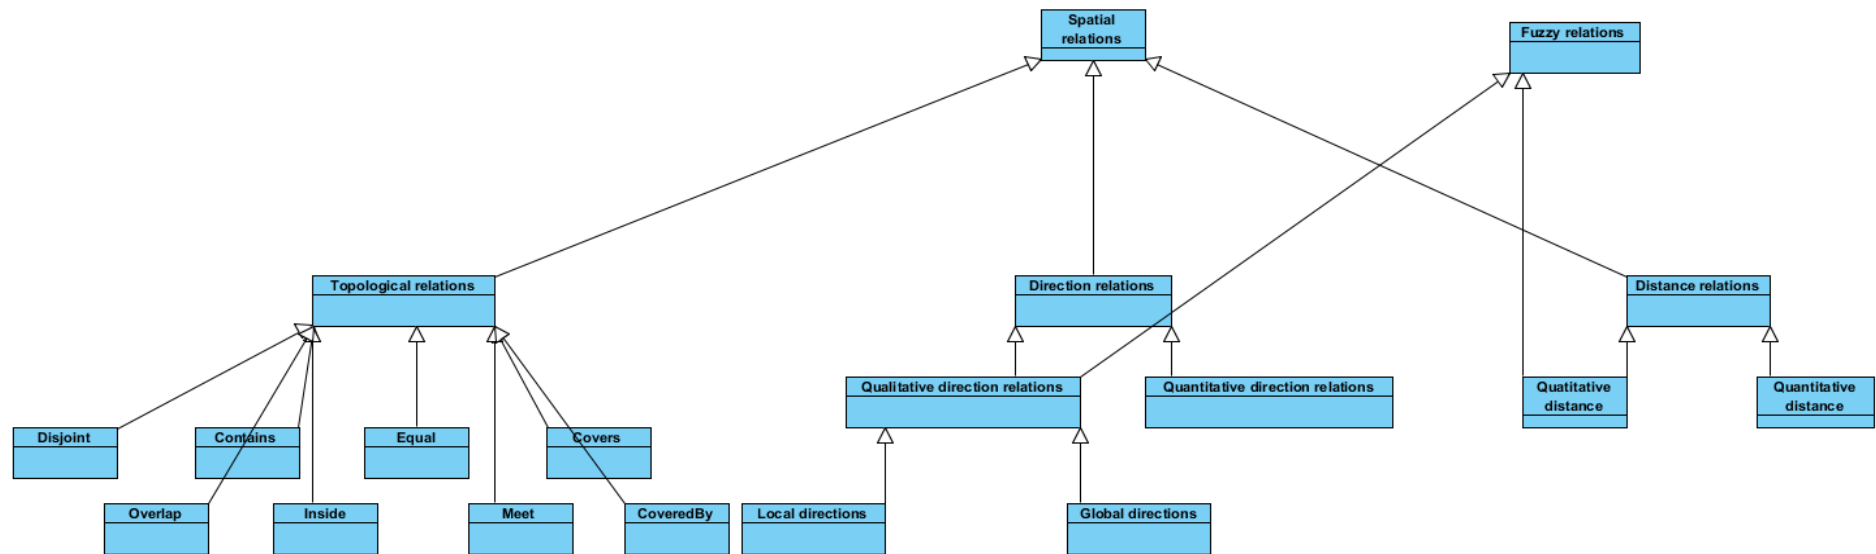 Spatial
relations
Fuzzy relations
Topological relations
Direction relations
Distance relations
Qualitative direction relations
Quantitative direction relations
Quatitative
distance
Quantitative
distance
Disjoint
Contains
Equal
Covers
Overlap
Inside
Meet
CoveredBy
Local directions
Global directions